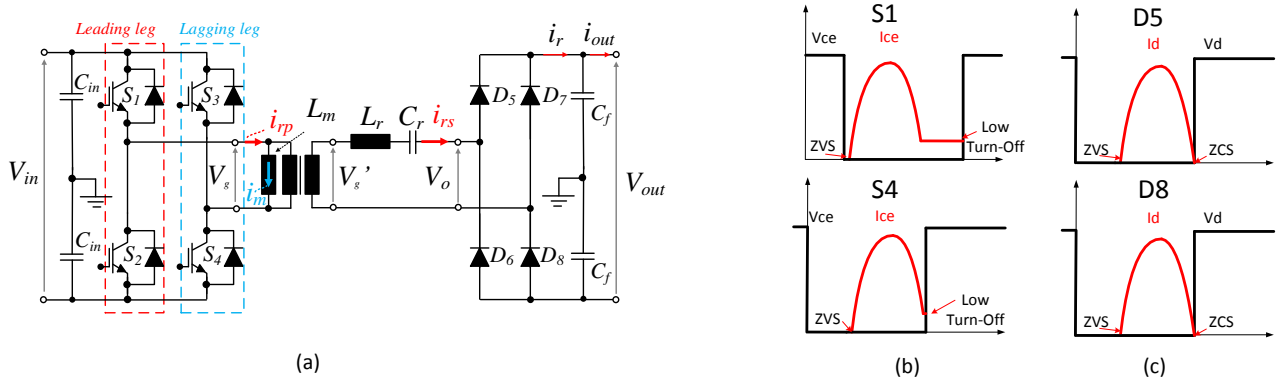 Leading leg
Lagging leg
i_r
i_out
C_in
S_1
S_3
D_5
D_7
C_f
i_rp
L_m
L_r
C_r
i_rs
V_in
V_g
i_m
V_g'
V_o
V_out
C_in
S_2
S_4
D_6
D_8
C_f
(a)
S1
Vce
Ice
ZVS
Low
Turn-Off
S4
Vce
Ice
ZVS
Low
Turn-Off
(b)
D5
Id
Vd
ZVS
ZCS
D8
Id
Vd
ZVS
ZCS
(c)